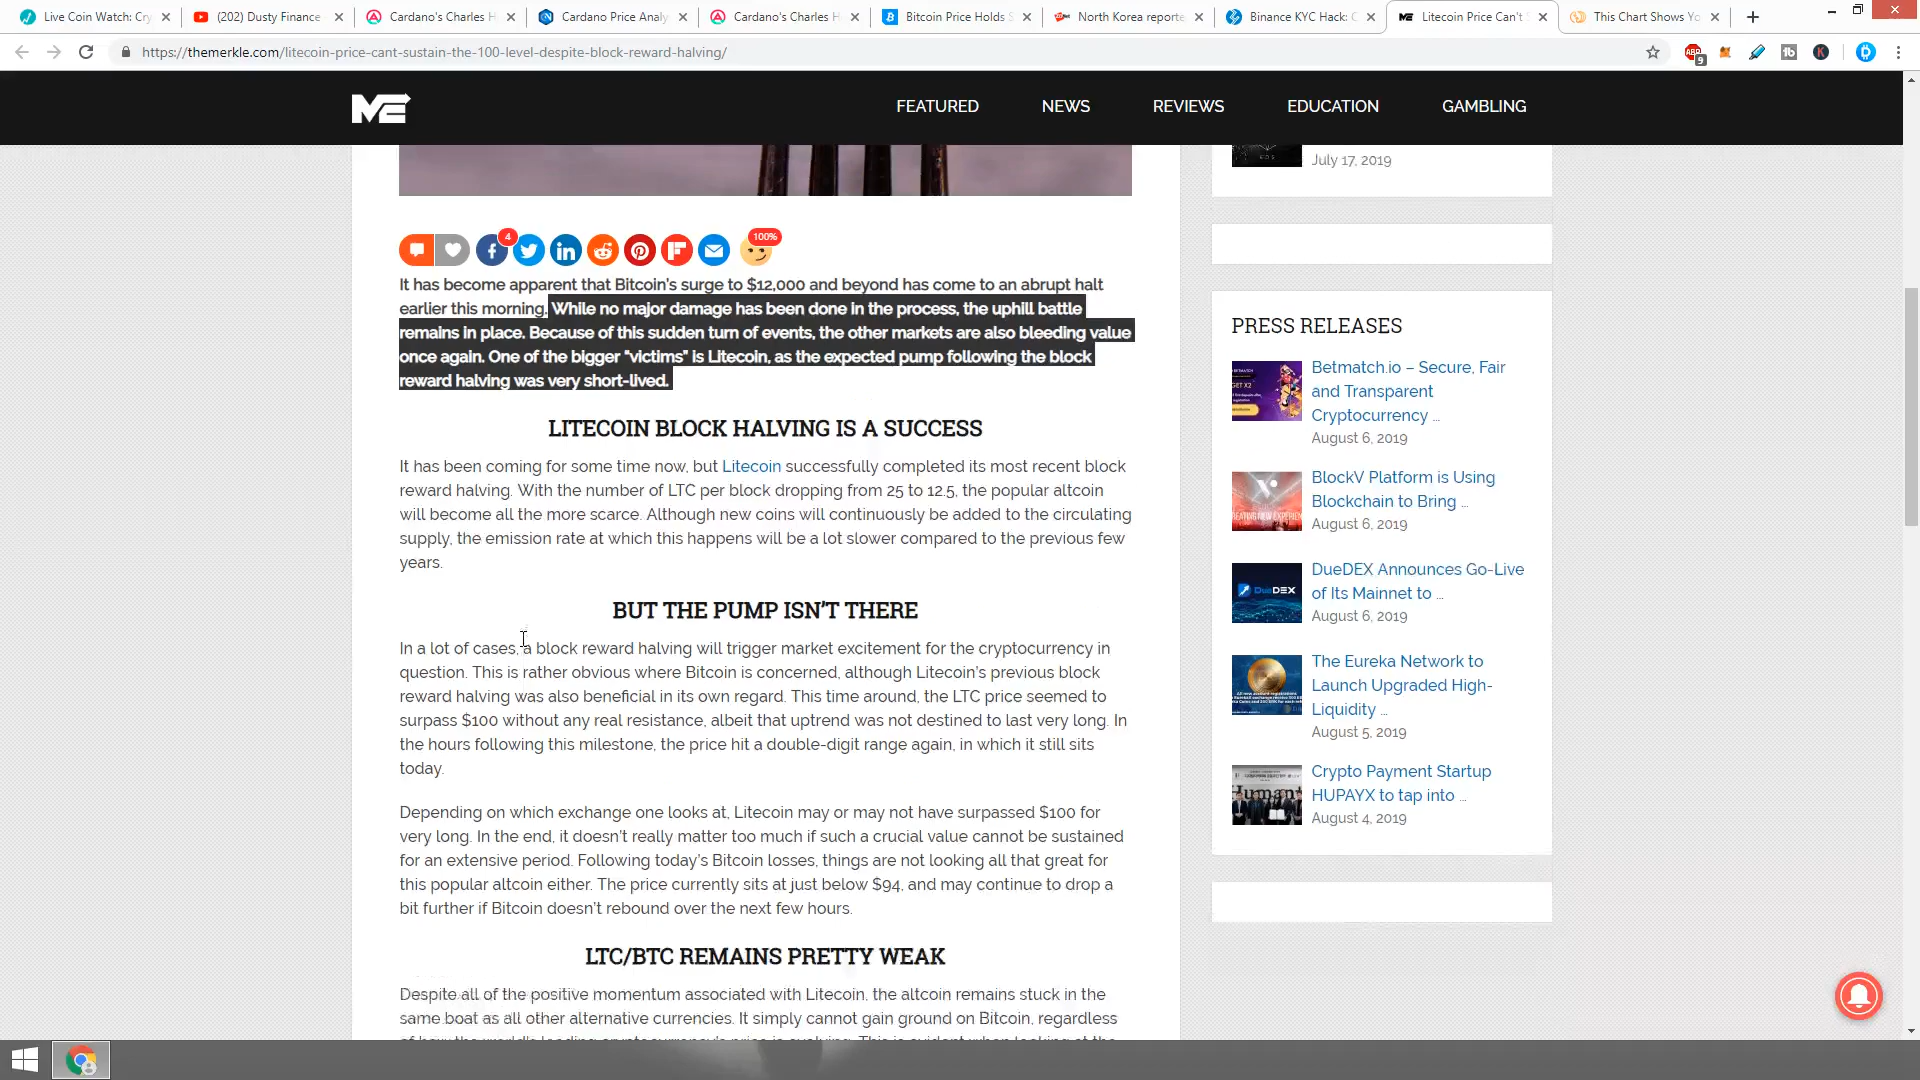 Live Coin Watch: Cry
(202) Dusty Finance
Cardano's Charles H
Cardano Price Analy
Cardano's Charles H
Bitcoin Price Holds S
North Korea reporte
Binance KYC Hack: C
Litecoin Price Can't S
This Chart Shows Yo
https://themerkle.com/litecoin-price-cant-sustain-the-100-level-despite-block-reward-halving/
ABP
9
FEATURED
NEWS
REVIEWS
EDUCATION
GAMBLING
July 17, 2019
4
100%
It has become apparent that Bitcoin's surge to $12,000 and beyond has come to an abrupt halt
earlier this morning. While no major damage has been done in the process, the uphill battle
remains in place. Because of this sudden turn of events, the other markets are also bleeding value
once again. One of the bigger "victims" is Litecoin, as the expected pump following the block
reward halving was very short-lived.
LITECOIN BLOCK HALVING IS A SUCCESS
It has been coming for some time now, but Litecoin successfully completed its most recent block
reward halving. With the number of LTC per block dropping from 25 to 12.5, the popular altcoin
will become all the more scarce. Although new coins will continuously be added to the circulating
supply, the emission rate at which this happens will be a lot slower compared to the previous few
years.
BUT THE PUMP ISN'T THERE
In a lot of cases, a block reward halving will trigger market excitement for the cryptocurrency in
question. This is rather obvious where Bitcoin is concerned, although Litecoin's previous block
reward halving was also beneficial in its own regard. This time around, the LTC price seemed to
surpass $100 without any real resistance, albeit that uptrend was not destined to last very long. In
the hours following this milestone, the price hit a double-digit range again, in which it still sits
today.
Depending on which exchange one looks at, Litecoin may or may not have surpassed $100 for
very long. In the end, it doesn't really matter too much if such a crucial value cannot be sustained
for an extensive period. Following today's Bitcoin losses, things are not looking all that great for
this popular altcoin either. The price currently sits at just below $94, and may continue to drop a
bit further if Bitcoin doesn't rebound over the next few hours.
LTC/BTC REMAINS PRETTY WEAK
Despite all of the positive momentum associated with Litecoin, the altcoin remains stuck in the
same boat as all other alternative currencies. It simply cannot gain ground on Bitcoin, regardless
PRESS RELEASES
Betmatch.io – Secure, Fair
and Transparent
Cryptocurrency ...
August 6, 2019
BlockV Platform is Using
Blockchain to Bring ...
August 6, 2019
DueDEX Announces Go-Live
of Its Mainnet to ...
August 6, 2019
The Eureka Network to
Launch Upgraded High-
Liquidity ...
August 5, 2019
Crypto Payment Startup
HUPAYX to tap into ...
August 4, 2019